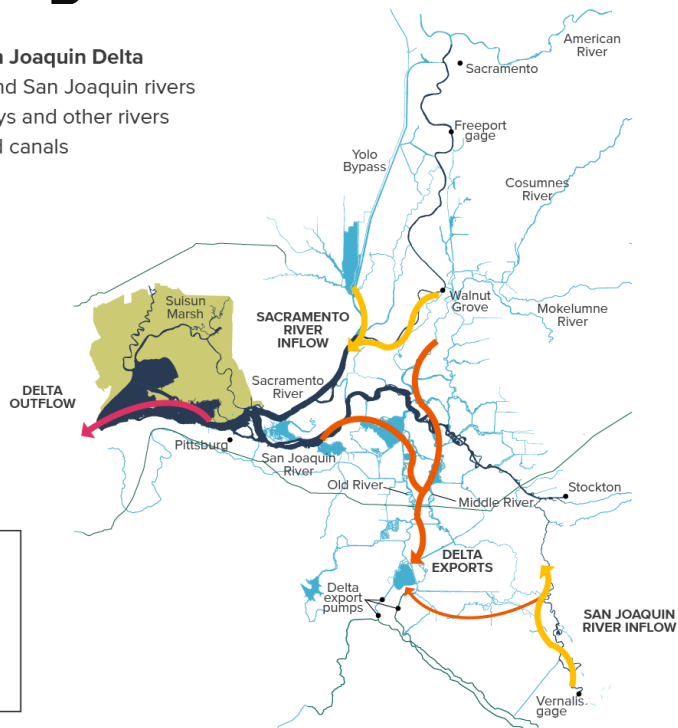 Joaquin Delta
San Joaquin rivers
and other rivers
canals
American
River
Sacramento
Freeport
gage
Yolo
Bypass
Cosumnes
River
Suisun
Marsh
SACRAMENTO
RIVER
INFLOW
Walnut
Grove
Mokelumne
River
DELTA
OUTFLOW
Sacramento
River
Pittsburg
San Joaquin
River
Old River
Middle River
Stockton
DELTA
EXPORTS
Delta
export
pumps
SAN JOAQUIN
RIVER INFLOW
Vernalis
gage